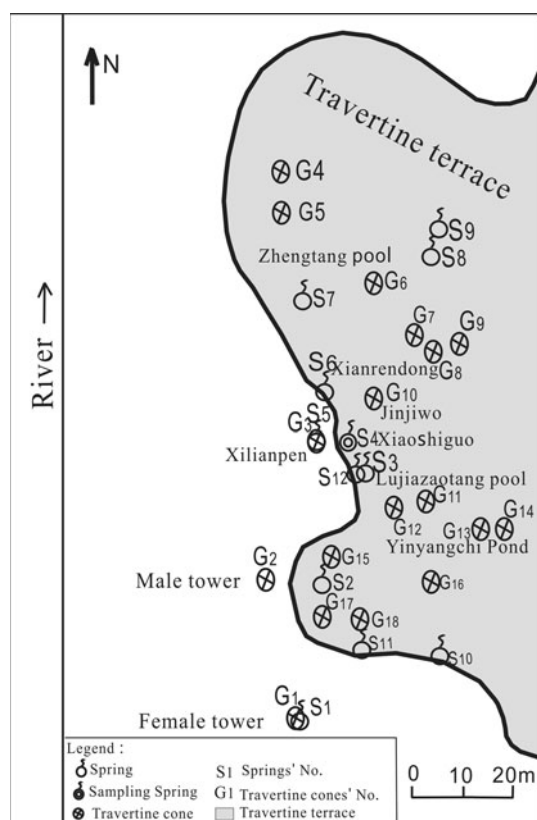 N
Travertine terrace
G4
G5
S9
S8
Zhengtang pool
G6
S7
G7
G9
G8
S6
Xianrendong
G10
S5
Jinjiwo
G3
S4
Xiaoshiguo
Xilianpen
S3
S12
Lujiazaotang pool
G11
G12
G13
G14
Yinyangchi Pond
G15
G2
Male tower
S2
G16
G17
G18
S11
S10
G1
S1
Female tower
River →
Legend :
Spring
S1 Springs' No.
Sampling Spring
G1 Travertine cones' No.
Travertine cone
Travertine terrace
0 10 20m